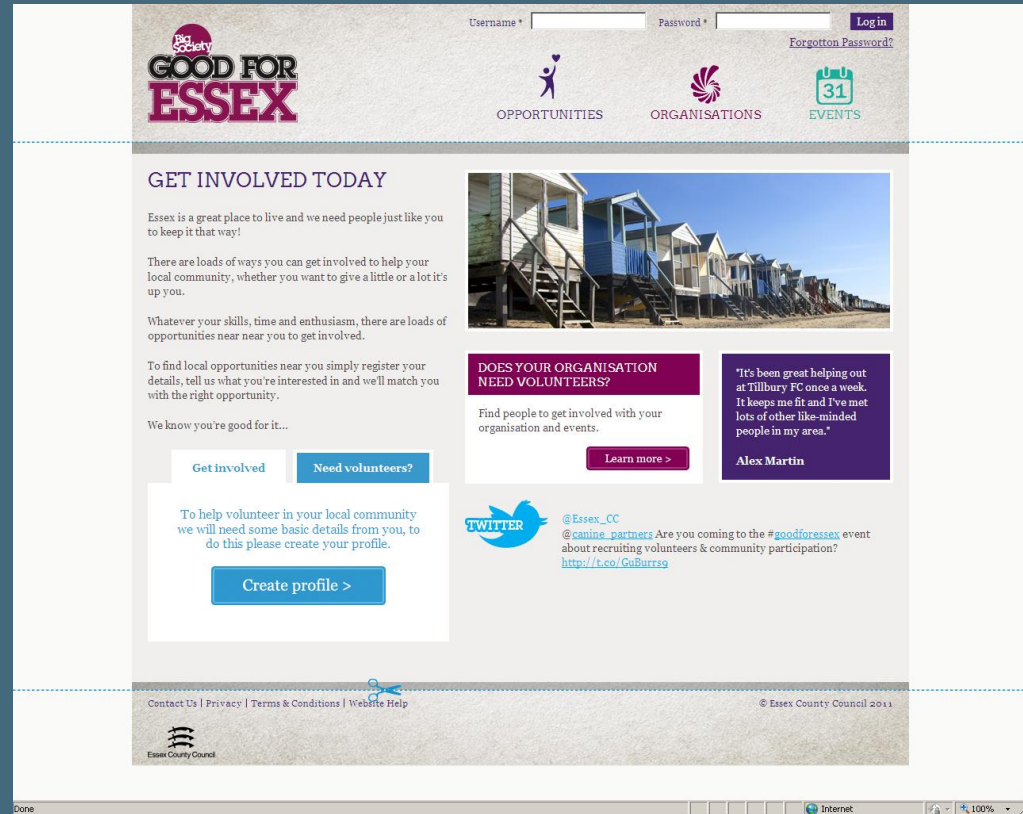 Username *
Password *
Log in
Forgotton Password?
Big
Society
GOOD FOR
ESSEX
OPPORTUNITIES
ORGANISATIONS
31
EVENTS
GET INVOLVED TODAY
Essex is a great place to live and we need people just like you
to keep it that way!
There are loads of ways you can get involved to help your
local community, whether you want to give a little or a lot it's
up you.
Whatever your skills, time and enthusiasm, there are loads of
opportunities near near you to get involved.
To find local opportunities near you simply register your
details, tell us what you're interested in and we'll match you
with the right opportunity.
We know you're good for it...
Get involved
Need volunteers?
To help volunteer in your local community
we will need some basic details from you, to
do this please create your profile.
Create profile >
DOES YOUR ORGANISATION
NEED VOLUNTEERS?
Find people to get involved with your
organisation and events.
Learn more >
"It's been great helping out
at Tillbury FC once a week.
It keeps me fit and I've met
lots of other like-minded
people in my area."
Alex Martin
TWITTER
@Essex_CC
@canine_partners Are you coming to the #goodforessex event
about recruiting volunteers & community participation?
http://t.co/GuBurrs9
Contact Us | Privacy | Terms & Conditions | Website Help
© Essex County Council 2011
Essex County Council
Done
Internet
100%